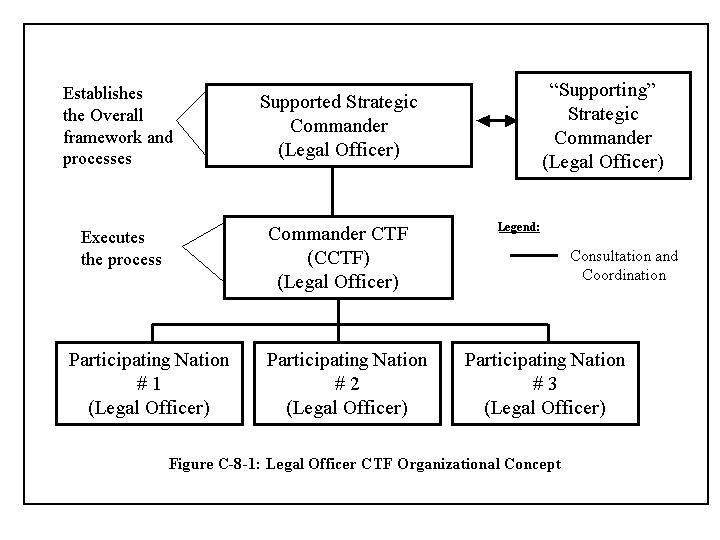 Establishes
the Overall
framework and
processes
Supported Strategic
Commander
(Legal Officer)
“Supporting”
Strategic
Commander
(Legal Officer)
Executes
the process
Commander CTF
(CCTF)
(Legal Officer)
Legend:
Consultation and
Coordination
Participating Nation
# 1
(Legal Officer)
Participating Nation
# 2
(Legal Officer)
Participating Nation
# 3
(Legal Officer)
Figure C-8-1: Legal Officer CTF Organizational Concept